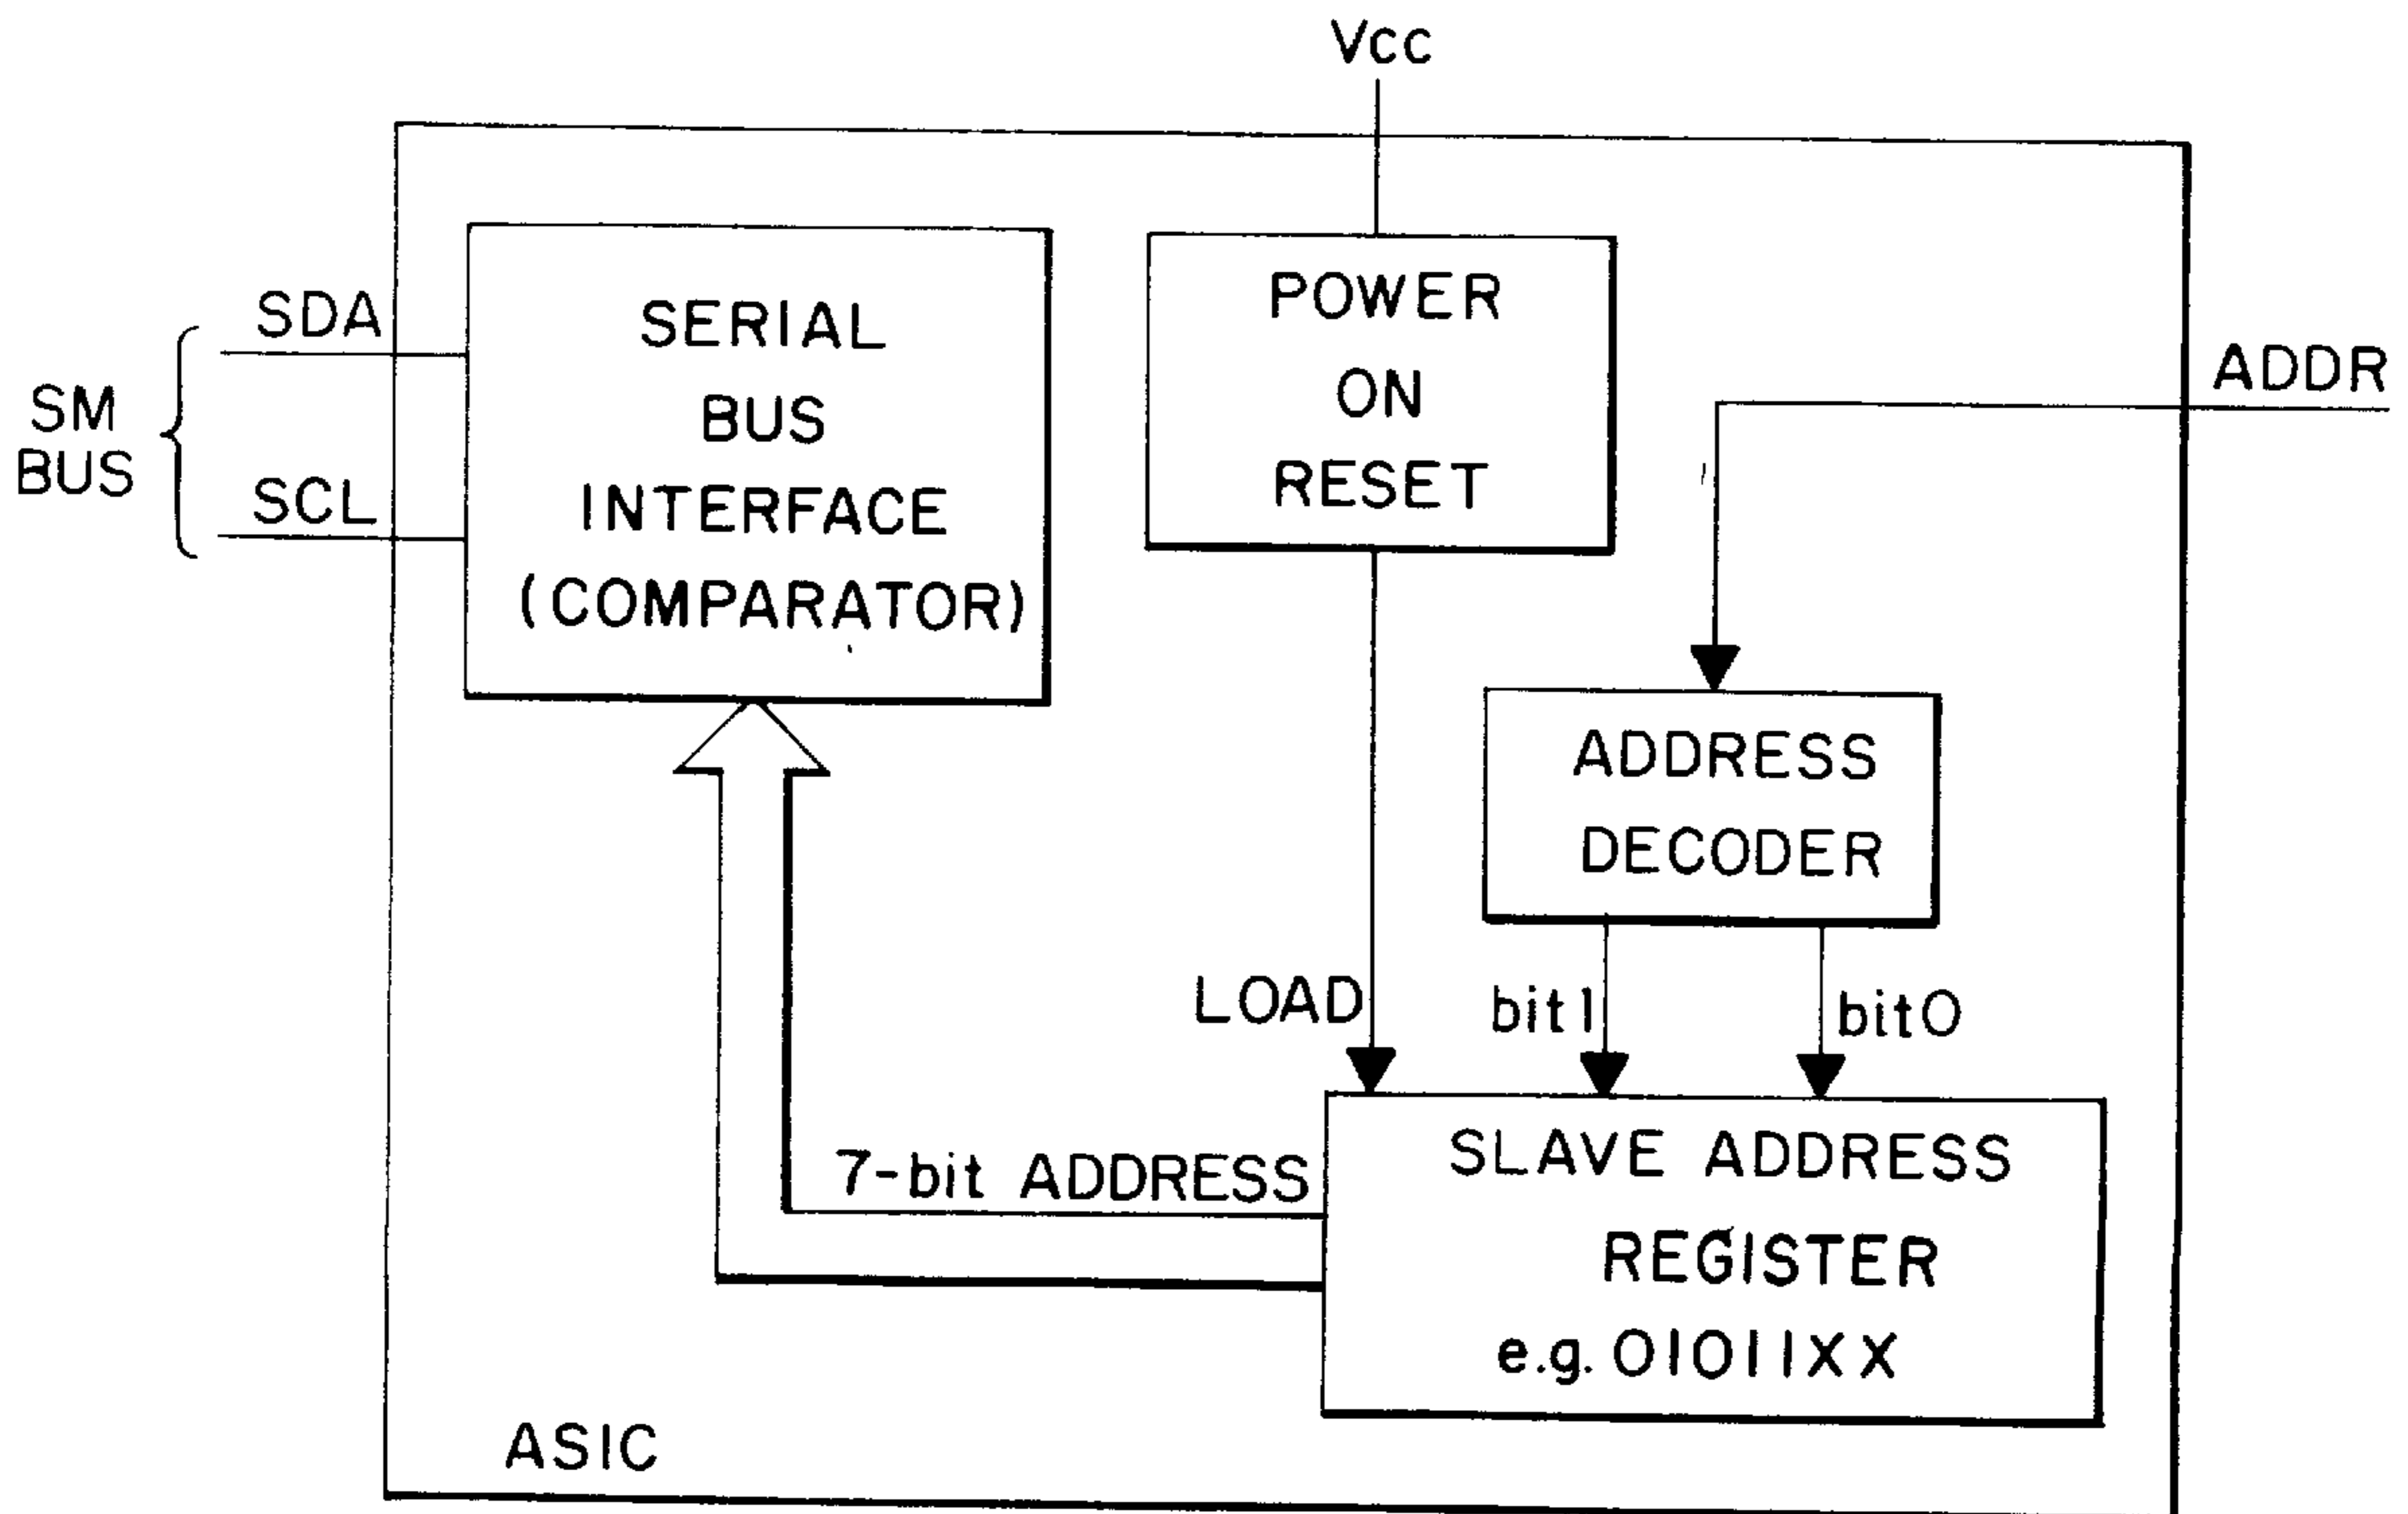 Vcc
SM
BUS
SDA
SCL
SERIAL
BUS
INTERFACE
(COMPARATOR)
POWER
ON
RESET
ADDR
ADDRESS
DECODER
LOAD
bit1
bit0
7-bit ADDRESS
SLAVE ADDRESS
REGISTER
e.g. 01011XX
ASIC